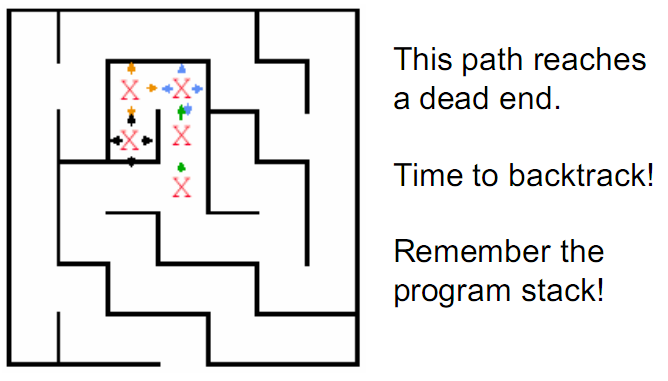 This path reaches
a dead end.
Time to backtrack!
Remember the
program stack!
X
X
X
X
X